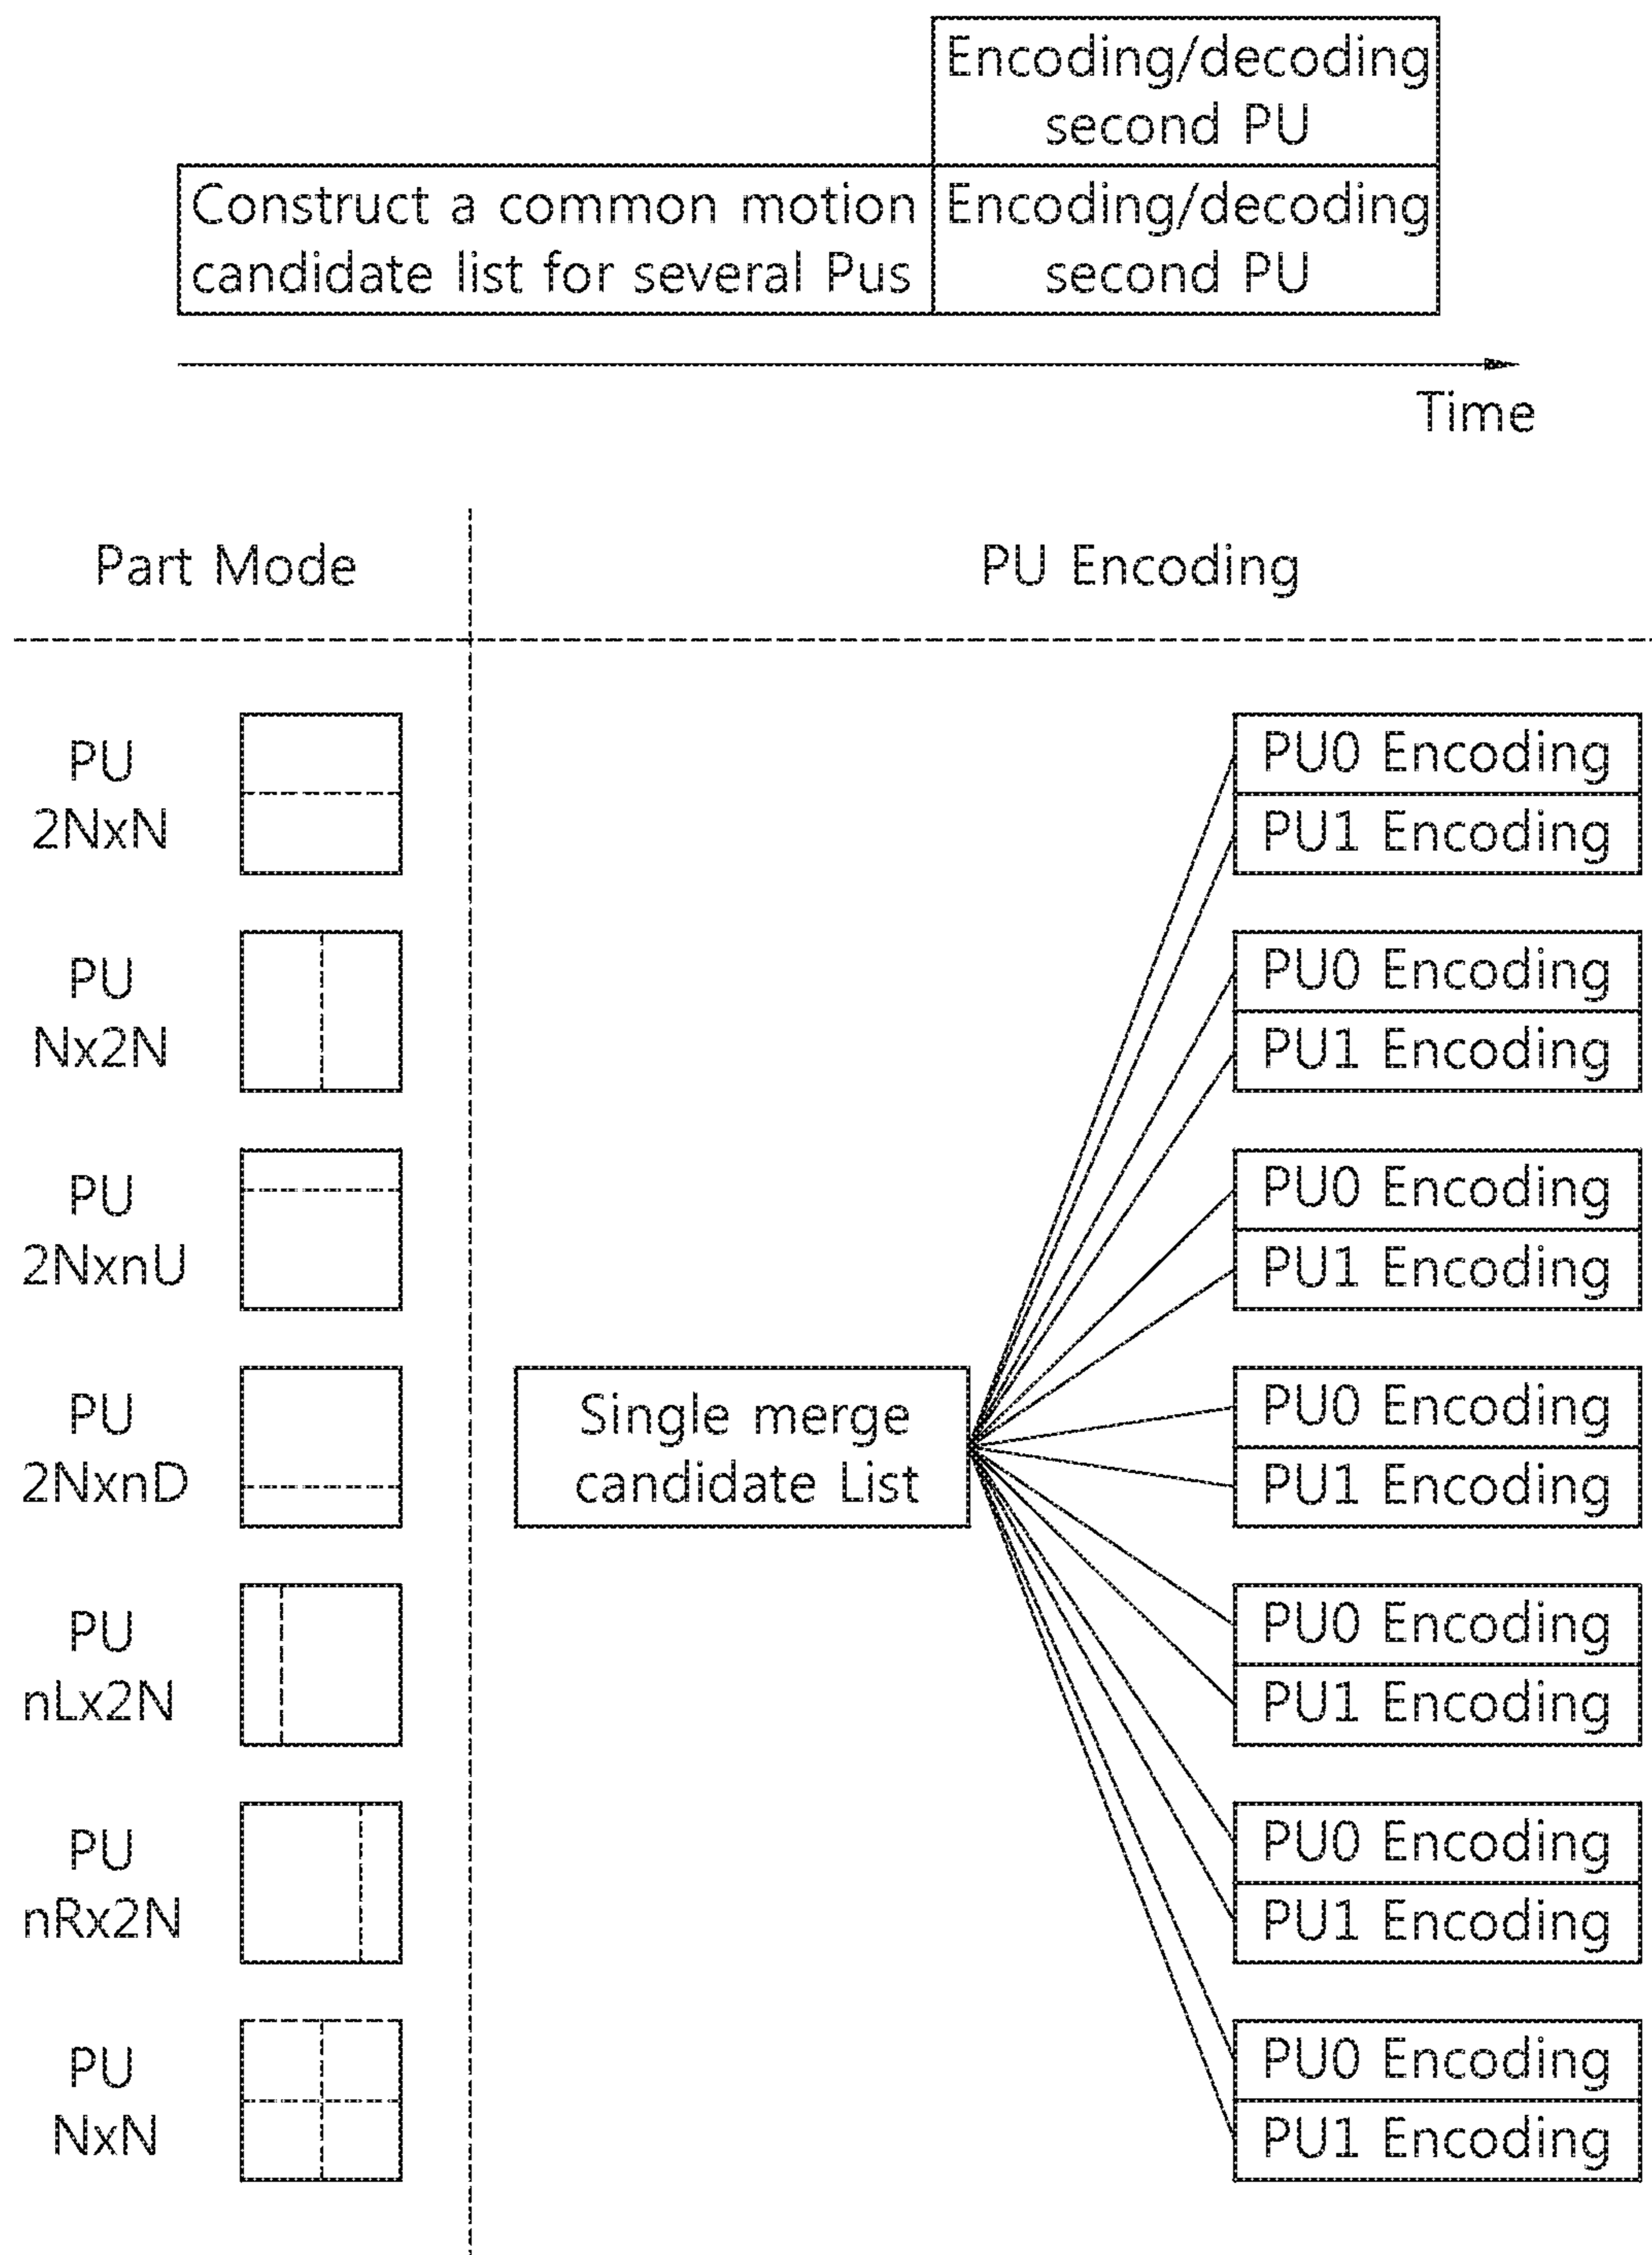 Encoding/decoding
second PU
Construct a common motion
candidate list for several Pus
Encoding/decoding
second PU
Time
Part Mode
PU Encoding
PU
2NxN
PU0 Encoding
PU1 Encoding
PU
Nx2N
PU0 Encoding
PU1 Encoding
PU
2NxnU
PU0 Encoding
PU1 Encoding
PU
2NxnD
Single merge
candidate List
PU0 Encoding
PU1 Encoding
PU
nLx2N
PU0 Encoding
PU1 Encoding
PU
nRx2N
PU0 Encoding
PU1 Encoding
PU
NxN
PU0 Encoding
PU1 Encoding